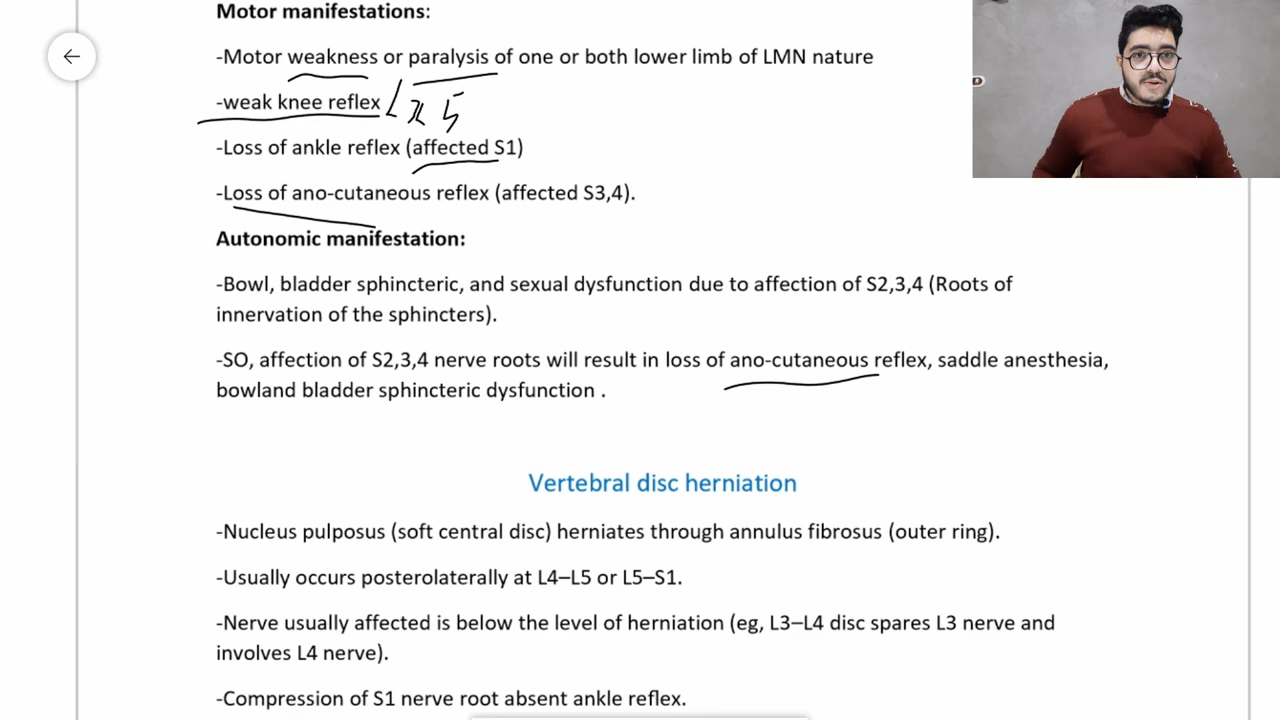 Motor manifestations:
-Motor weakness or paralysis of one or both lower limb of LMN nature
-weak knee reflex
-Loss of ankle reflex (affected S1)
-Loss of ano-cutaneous reflex (affected S3,4).
Autonomic manifestation:
-Bowl, bladder sphincteric, and sexual dysfunction due to affection of S2,3,4 (Roots of
innervation of the sphincters).
-SO, affection of S2,3,4 nerve roots will result in loss of ano-cutaneous reflex, saddle anesthesia,
bowland bladder sphincteric dysfunction .
Vertebral disc herniation
-Nucleus pulposus (soft central disc) herniates through annulus fibrosus (outer ring).
-Usually occurs posterolaterally at L4–L5 or L5–S1.
-Nerve usually affected is below the level of herniation (eg, L3–L4 disc spares L3 nerve and
involves L4 nerve).
-Compression of S1 nerve root absent ankle reflex.